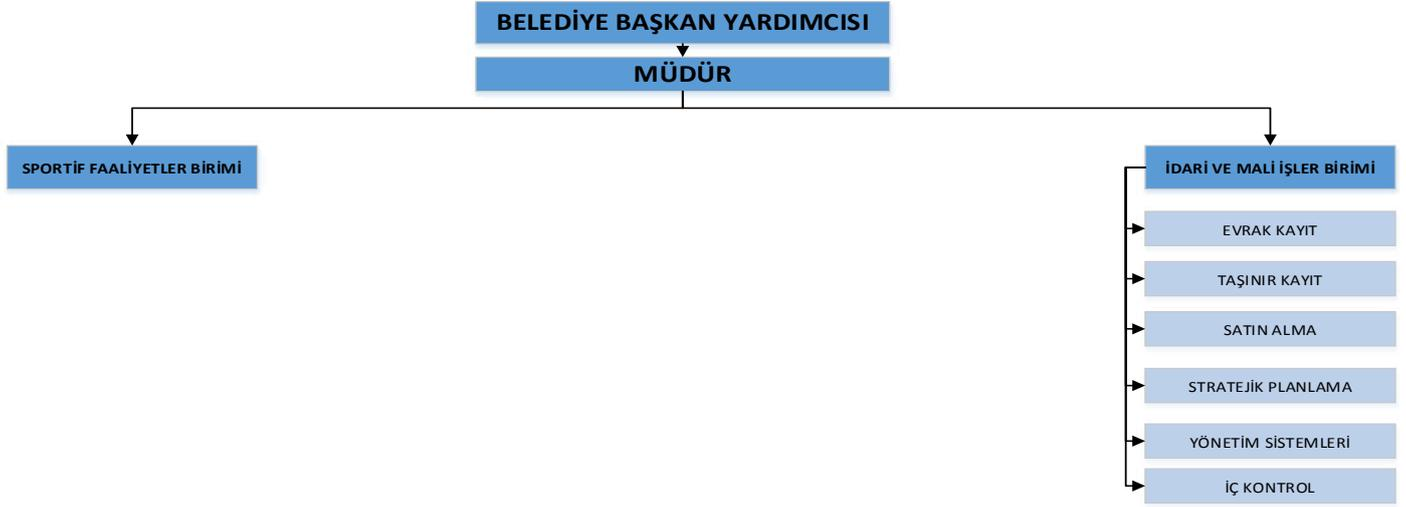 BELEDİYE BAŞKAN YARDIMCISI
MÜDÜR
SPORTİF FAALİYETLER BİRİMİ
İDARİ VE MALİ İŞLER BİRİMİ
EVRAK KAYIT
TAŞINIR KAYIT
SATIN ALMA
STRATEJİK PLANLAMA
YÖNETİM SİSTEMLERİ
İÇ KONTROL